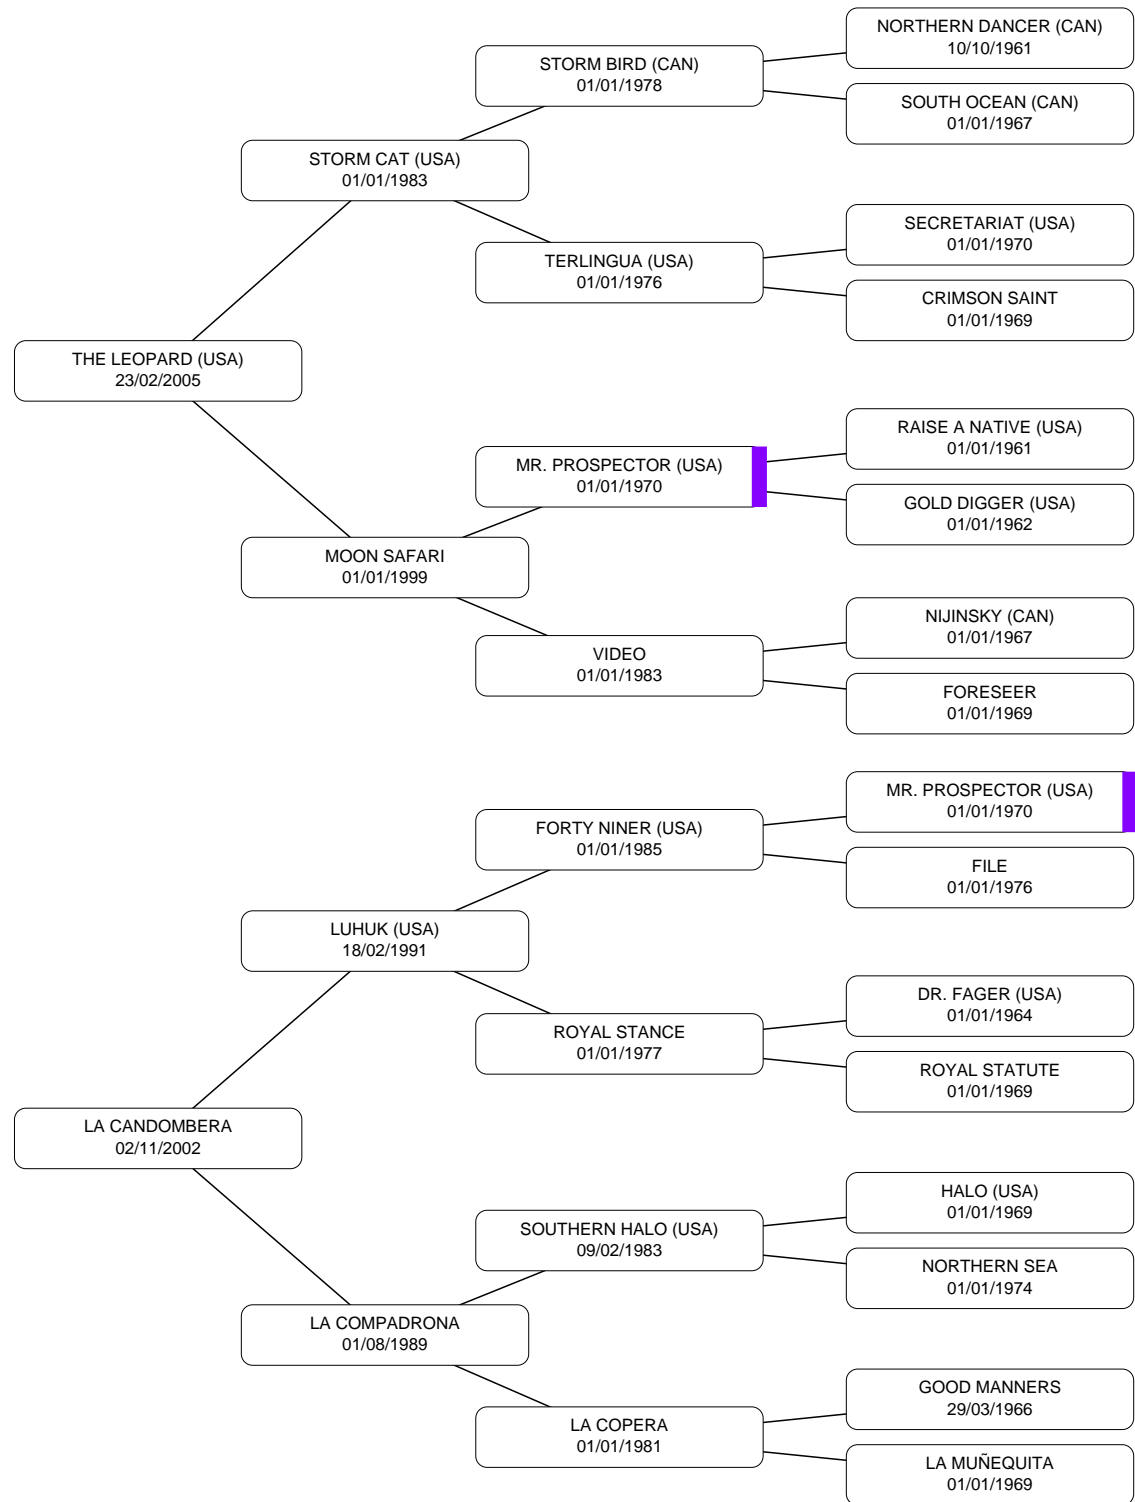 NORTHERN DANCER (CAN)
10/10/1961
STORM BIRD (CAN)
01/01/1978
SOUTH OCEAN (CAN)
01/01/1967
STORM CAT (USA)
01/01/1983
SECRETARIAT (USA)
01/01/1970
TERLINGUA (USA)
01/01/1976
CRIMSON SAINT
01/01/1969
THE LEOPARD (USA)
23/02/2005
RAISE A NATIVE (USA)
01/01/1961
MR. PROSPECTOR (USA)
01/01/1970
GOLD DIGGER (USA)
01/01/1962
MOON SAFARI
01/01/1999
NIJINSKY (CAN)
01/01/1967
VIDEO
01/01/1983
FORESEER
01/01/1969
MR. PROSPECTOR (USA)
01/01/1970
FORTY NINER (USA)
01/01/1985
FILE
01/01/1976
LUHUK (USA)
18/02/1991
DR. FAGER (USA)
01/01/1964
ROYAL STANCE
01/01/1977
ROYAL STATUTE
01/01/1969
LA CANDOMBERA
02/11/2002
HALO (USA)
01/01/1969
SOUTHERN HALO (USA)
09/02/1983
NORTHERN SEA
01/01/1974
LA COMPADRONA
01/08/1989
GOOD MANNERS
29/03/1966
LA COPERA
01/01/1981
LA MUÑEQUITA
01/01/1969